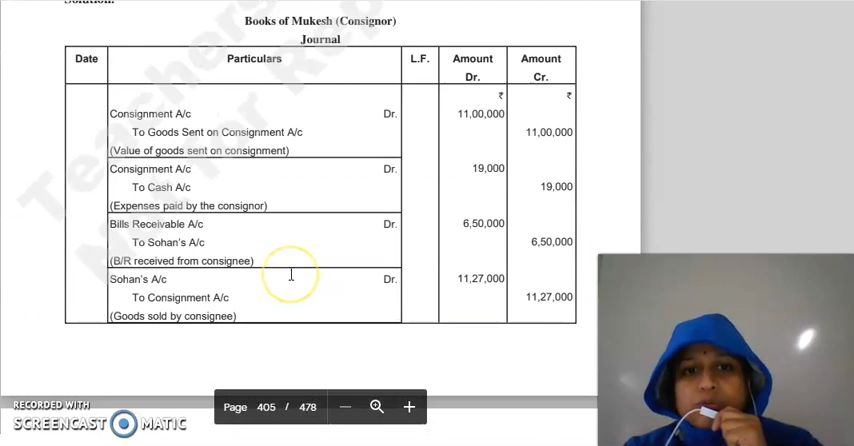 Solution:
Books of Mukesh (Consignor)
Journal
Date Particulars L.F. Amount Dr. Amount Cr.
₹ ₹
Consignment A/c Dr. 11,00,000
To Goods Sent on Consignment A/c 11,00,000
(Value of goods sent on consignment)
Consignment A/c Dr. 19,000
To Cash A/c 19,000
(Expenses paid by the consignor)
Bills Receivable A/c Dr. 6,50,000
To Sohan's A/c 6,50,000
(B/R received from consignee)
Sohan's A/c Dr. 11,27,000
To Consignment A/c 11,27,000
(Goods sold by consignee)
Teachers
Not for Rep
RECORDED WITH
SCREENCAST MATIC
Page 405 / 478